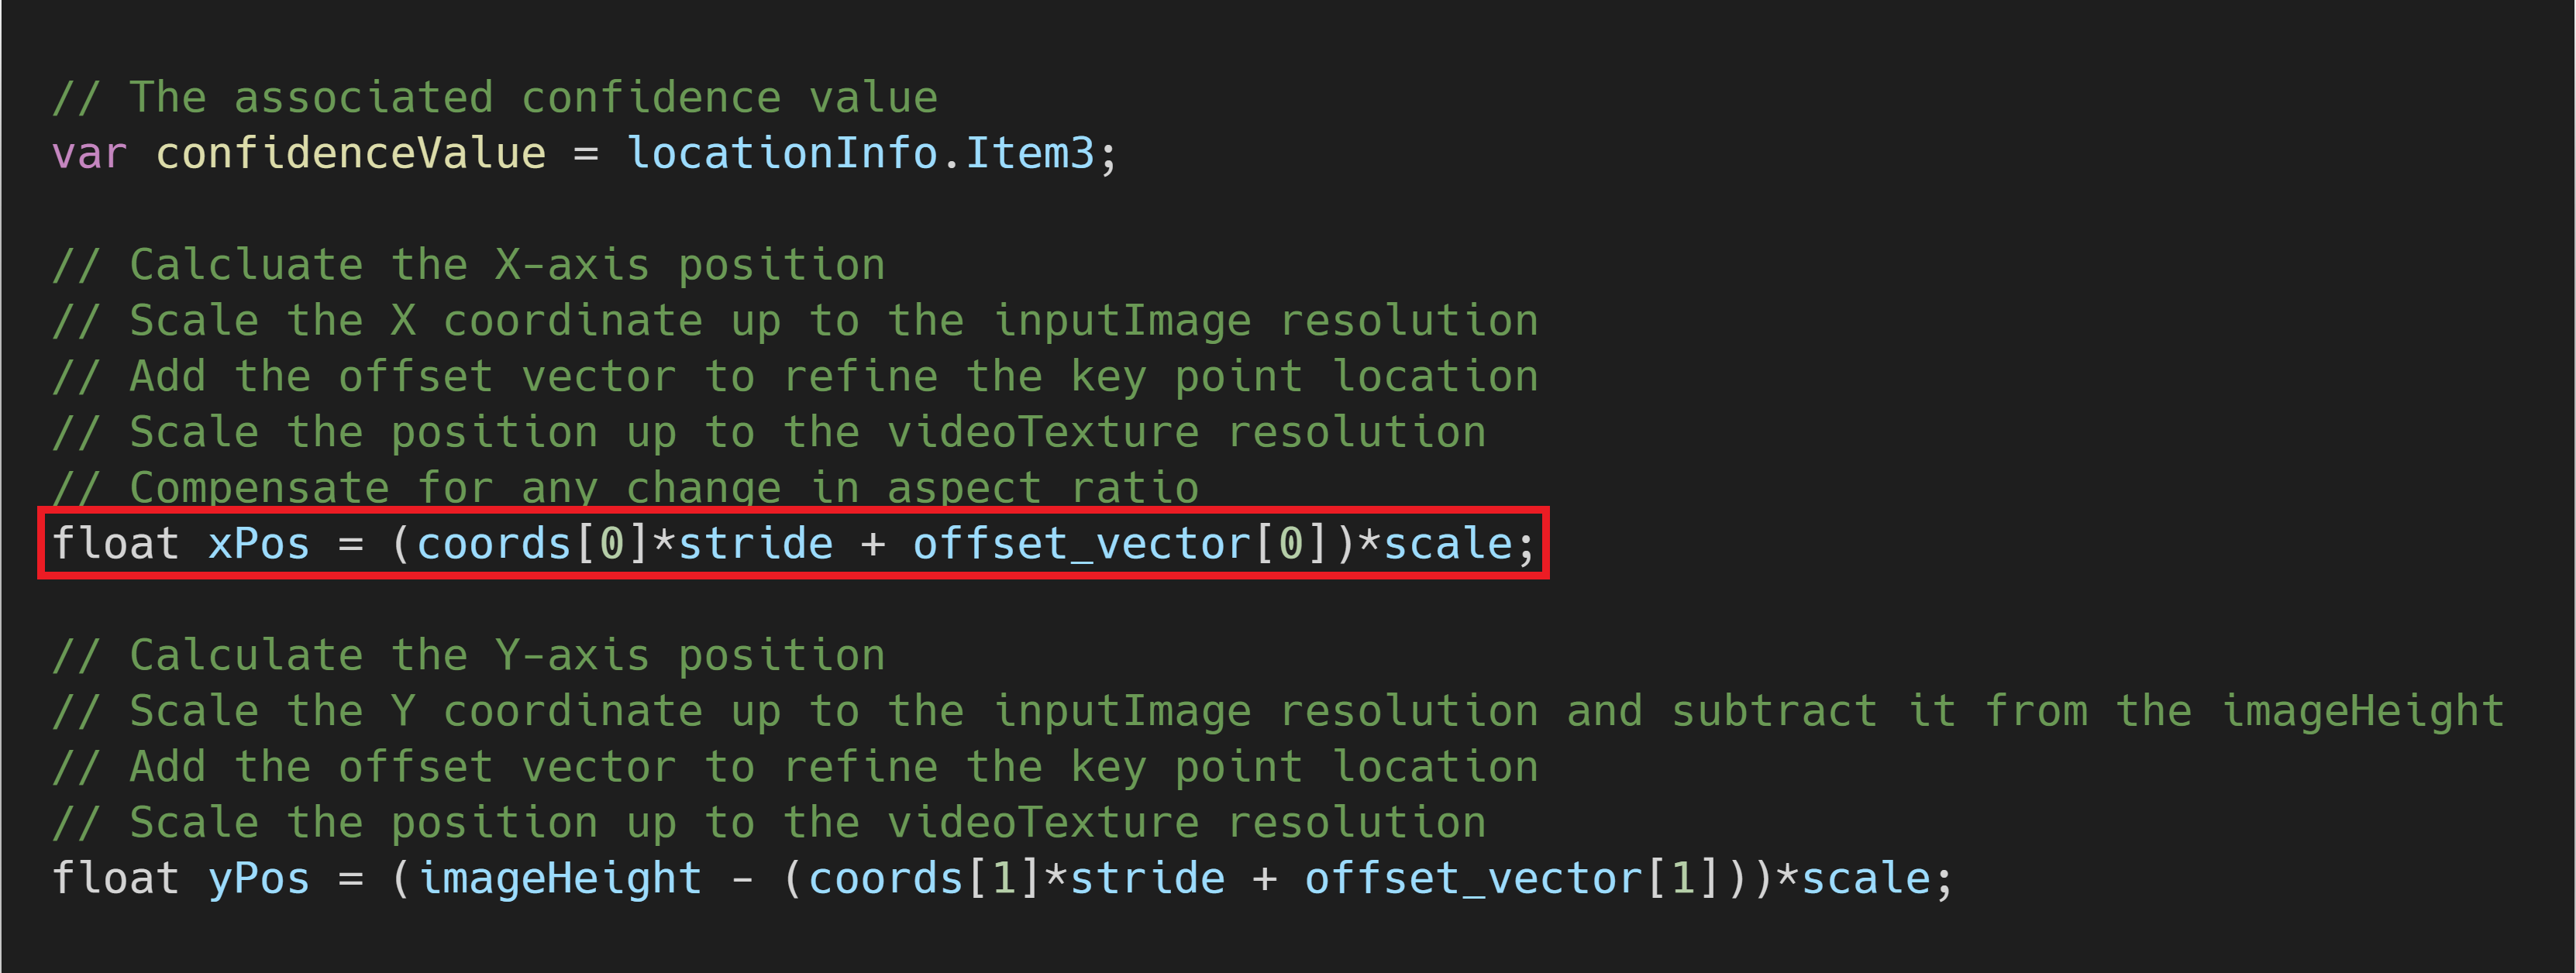 // The associated confidence value
var confidenceValue = locationInfo.Item3;
// Calcluate the X-axis position
// Scale the X coordinate up to the inputImage resolution
// Add the offset vector to refine the key point location
// Scale the position up to the videoTexture resolution
// Compensate for any change in aspect ratio
float xPos = (coords[0]*stride + offset_vector[0])*scale;
// Calculate the Y-axis position
// Scale the Y coordinate up to the inputImage resolution and subtract it from the imageHeight
// Add the offset vector to refine the key point location
// Scale the position up to the videoTexture resolution
float yPos = (imageHeight - (coords[1]*stride + offset_vector[1]))*scale;